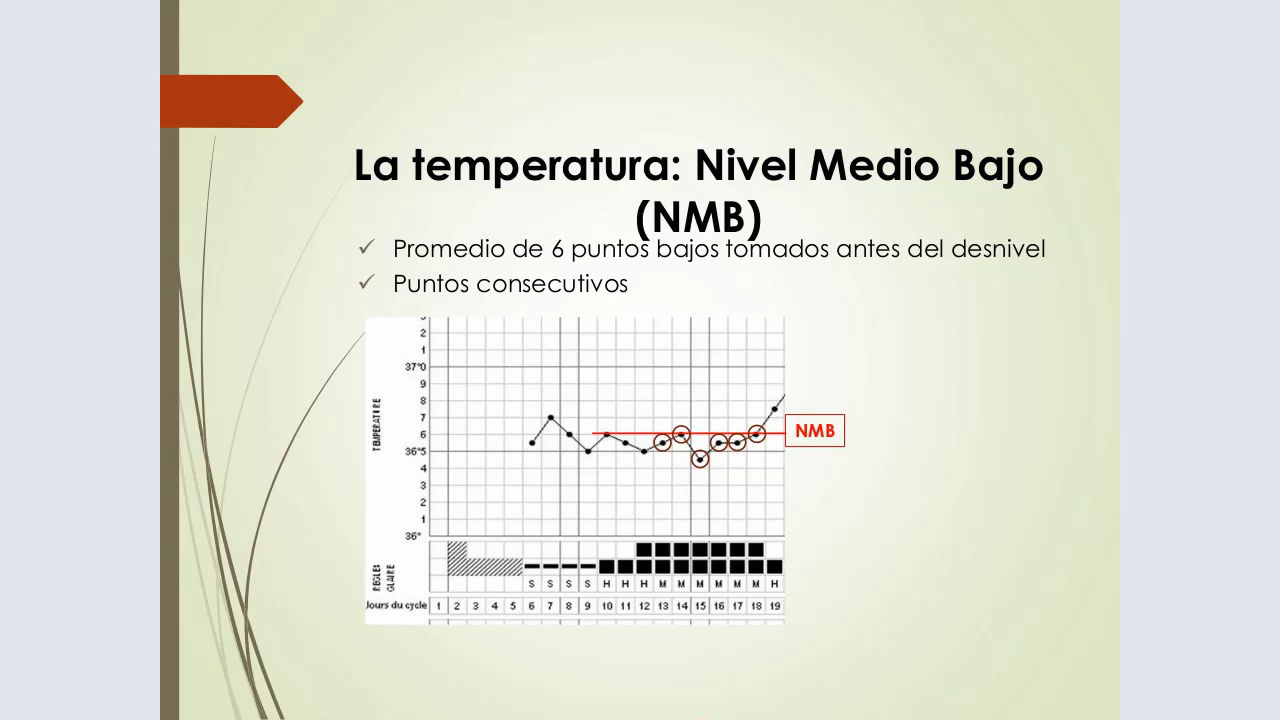 La temperatura: Nivel Medio Bajo
(NMB)
Promedio de 6 puntos bajos tomados antes del desnivel
Puntos consecutivos
2
1
37°0
9
8
7
6
36°5
4
3
2
1
36°
TEMPERATURE
NMB
REGLES
GLAIRE
S S S S H H H M M M M M M H
Jours du cycle 1 2 3 4 5 6 7 8 9 10 11 12 13 14 15 16 17 18 19